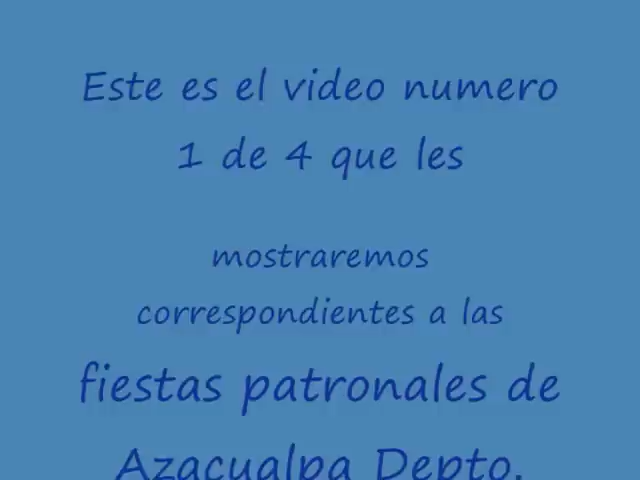 Este es el video numero
1 de 4 que les
mostraremos
correspondientes a las
fiestas patronales de
Azacualpa Depto.